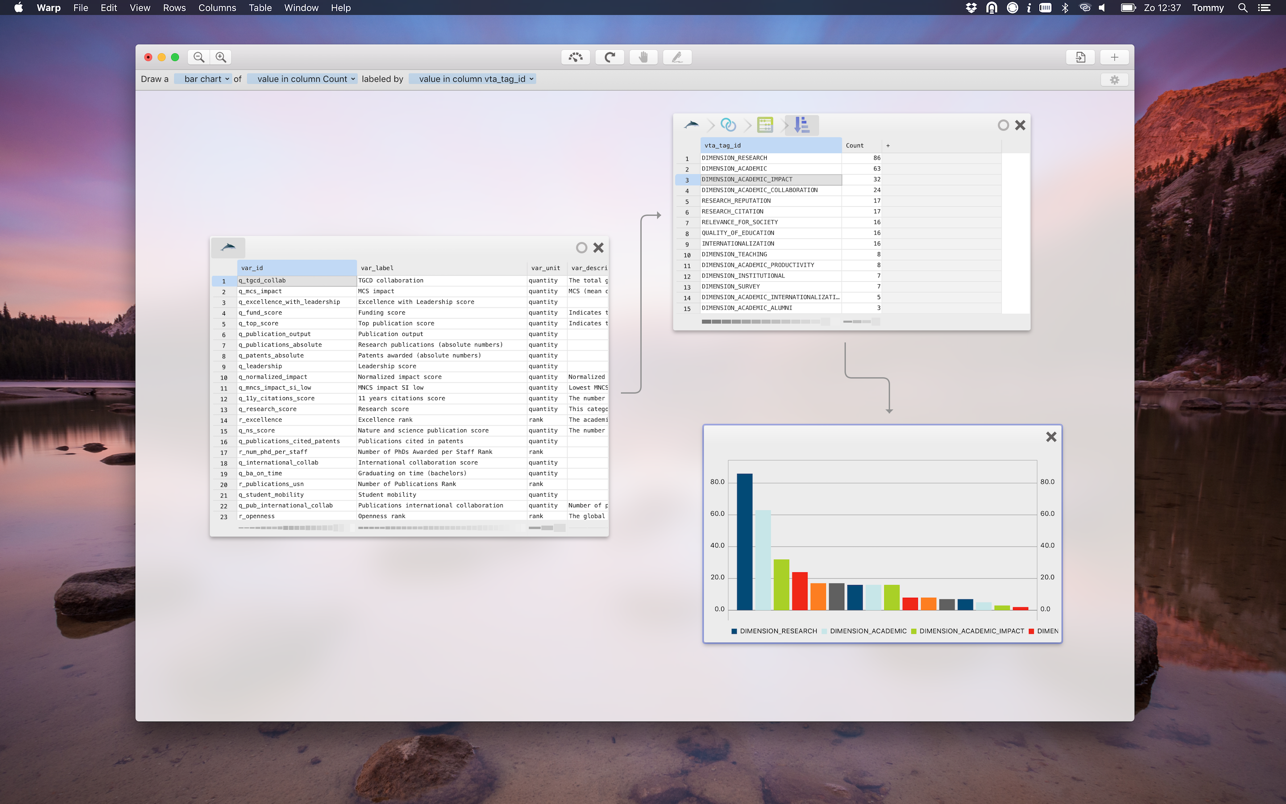 Warp File Edit View Rows Columns Table Window Help Zo 12:37 Tommy
Draw a bar chart of value in column Count labeled by value in column vta_tag_id
var_id var_label var_unit var_descri
1 q_tgcd_collab TGCD collaboration quantity The total g
2 q_mcs_impact MCS impact quantity MCS (mean c
3 q_excellence_with_leadership Excellence with Leadership score quantity
4 q_fund_score Funding score quantity Indicates t
5 q_top_score Top publication score quantity Indicates t
6 q_publication_output Publication output quantity
7 q_publications_absolute Research publications (absolute numbers) quantity
8 q_patents_absolute Patents awarded (absolute numbers) quantity
9 q_leadership Leadership score quantity
10 q_normalized_impact Normalized impact score quantity Normalized
11 q_mncs_impact_si_low MNCS impact SI low quantity Lowest MNCS
12 q_11y_citations_score 11 years citations score quantity The number
13 q_research_score Research score quantity This catego
14 r_excellence Excellence rank rank The academi
15 q_ns_score Nature and science publication score quantity The number
16 q_publications_cited_patents Publications cited in patents quantity
17 r_num_phd_per_staff Number of PhDs Awarded per Staff Rank rank
18 q_international_collab International collaboration score quantity
19 q_ba_on_time Graduating on time (bachelors) quantity
20 r_publications_usn Number of Publications Rank rank
21 q_student_mobility Student mobility quantity
22 q_pub_international_collab Publications international collaboration quantity Number of p
23 r_openness Openness rank rank The global
vta_tag_id Count +
1 DIMENSION_RESEARCH 86
2 DIMENSION_ACADEMIC 63
3 DIMENSION_ACADEMIC_IMPACT 32
4 DIMENSION_ACADEMIC_COLLABORATION 24
5 RESEARCH_REPUTATION 17
6 RESEARCH_CITATION 17
7 RELEVANCE_FOR_SOCIETY 16
8 QUALITY_OF_EDUCATION 16
9 INTERNATIONALIZATION 16
10 DIMENSION_TEACHING 8
11 DIMENSION_ACADEMIC_PRODUCTIVITY 8
12 DIMENSION_INSTITUTIONAL 7
13 DIMENSION_SURVEY 7
14 DIMENSION_ACADEMIC_INTERNATIONALIZATI… 5
15 DIMENSION_ACADEMIC_ALUMNI 3
80.0 80.0
60.0 60.0
40.0 40.0
20.0 20.0
0.0 0.0
DIMENSION_RESEARCH DIMENSION_ACADEMIC DIMENSION_ACADEMIC_IMPACT DIMEN